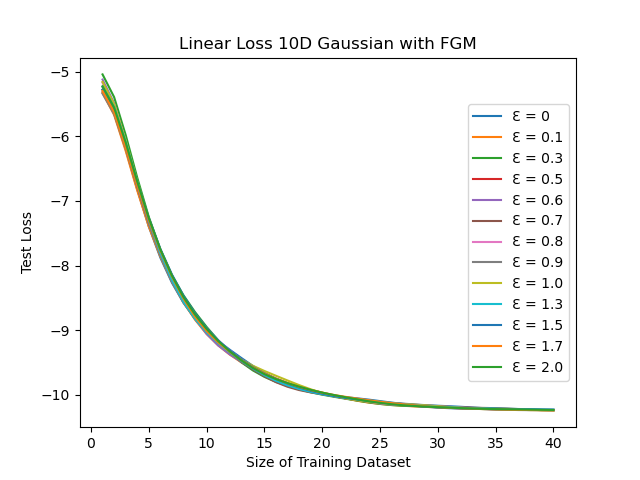 Linear Loss 10D Gaussian with FGM
Test Loss
−5
−6
−7
−8
−9
−10
Ɛ = 0
Ɛ = 0.1
Ɛ = 0.3
Ɛ = 0.5
Ɛ = 0.6
Ɛ = 0.7
Ɛ = 0.8
Ɛ = 0.9
Ɛ = 1.0
Ɛ = 1.3
Ɛ = 1.5
Ɛ = 1.7
Ɛ = 2.0
0 5 10 15 20 25 30 35 40
Size of Training Dataset